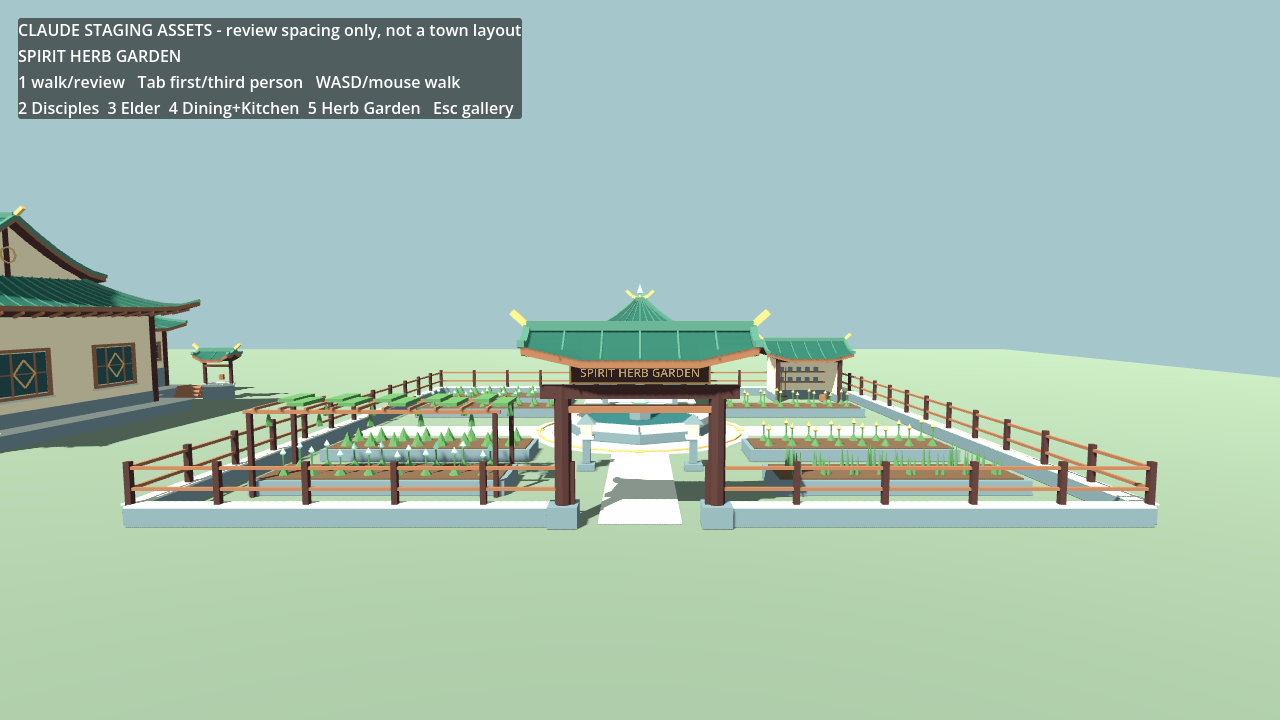 CLAUDE STAGING ASSETS - review spacing only, not a town layout
SPIRIT HERB GARDEN
1 walk/review   Tab first/third person   WASD/mouse walk
2 Disciples  3 Elder  4 Dining+Kitchen  5 Herb Garden   Esc gallery
SPIRIT HERB GARDEN